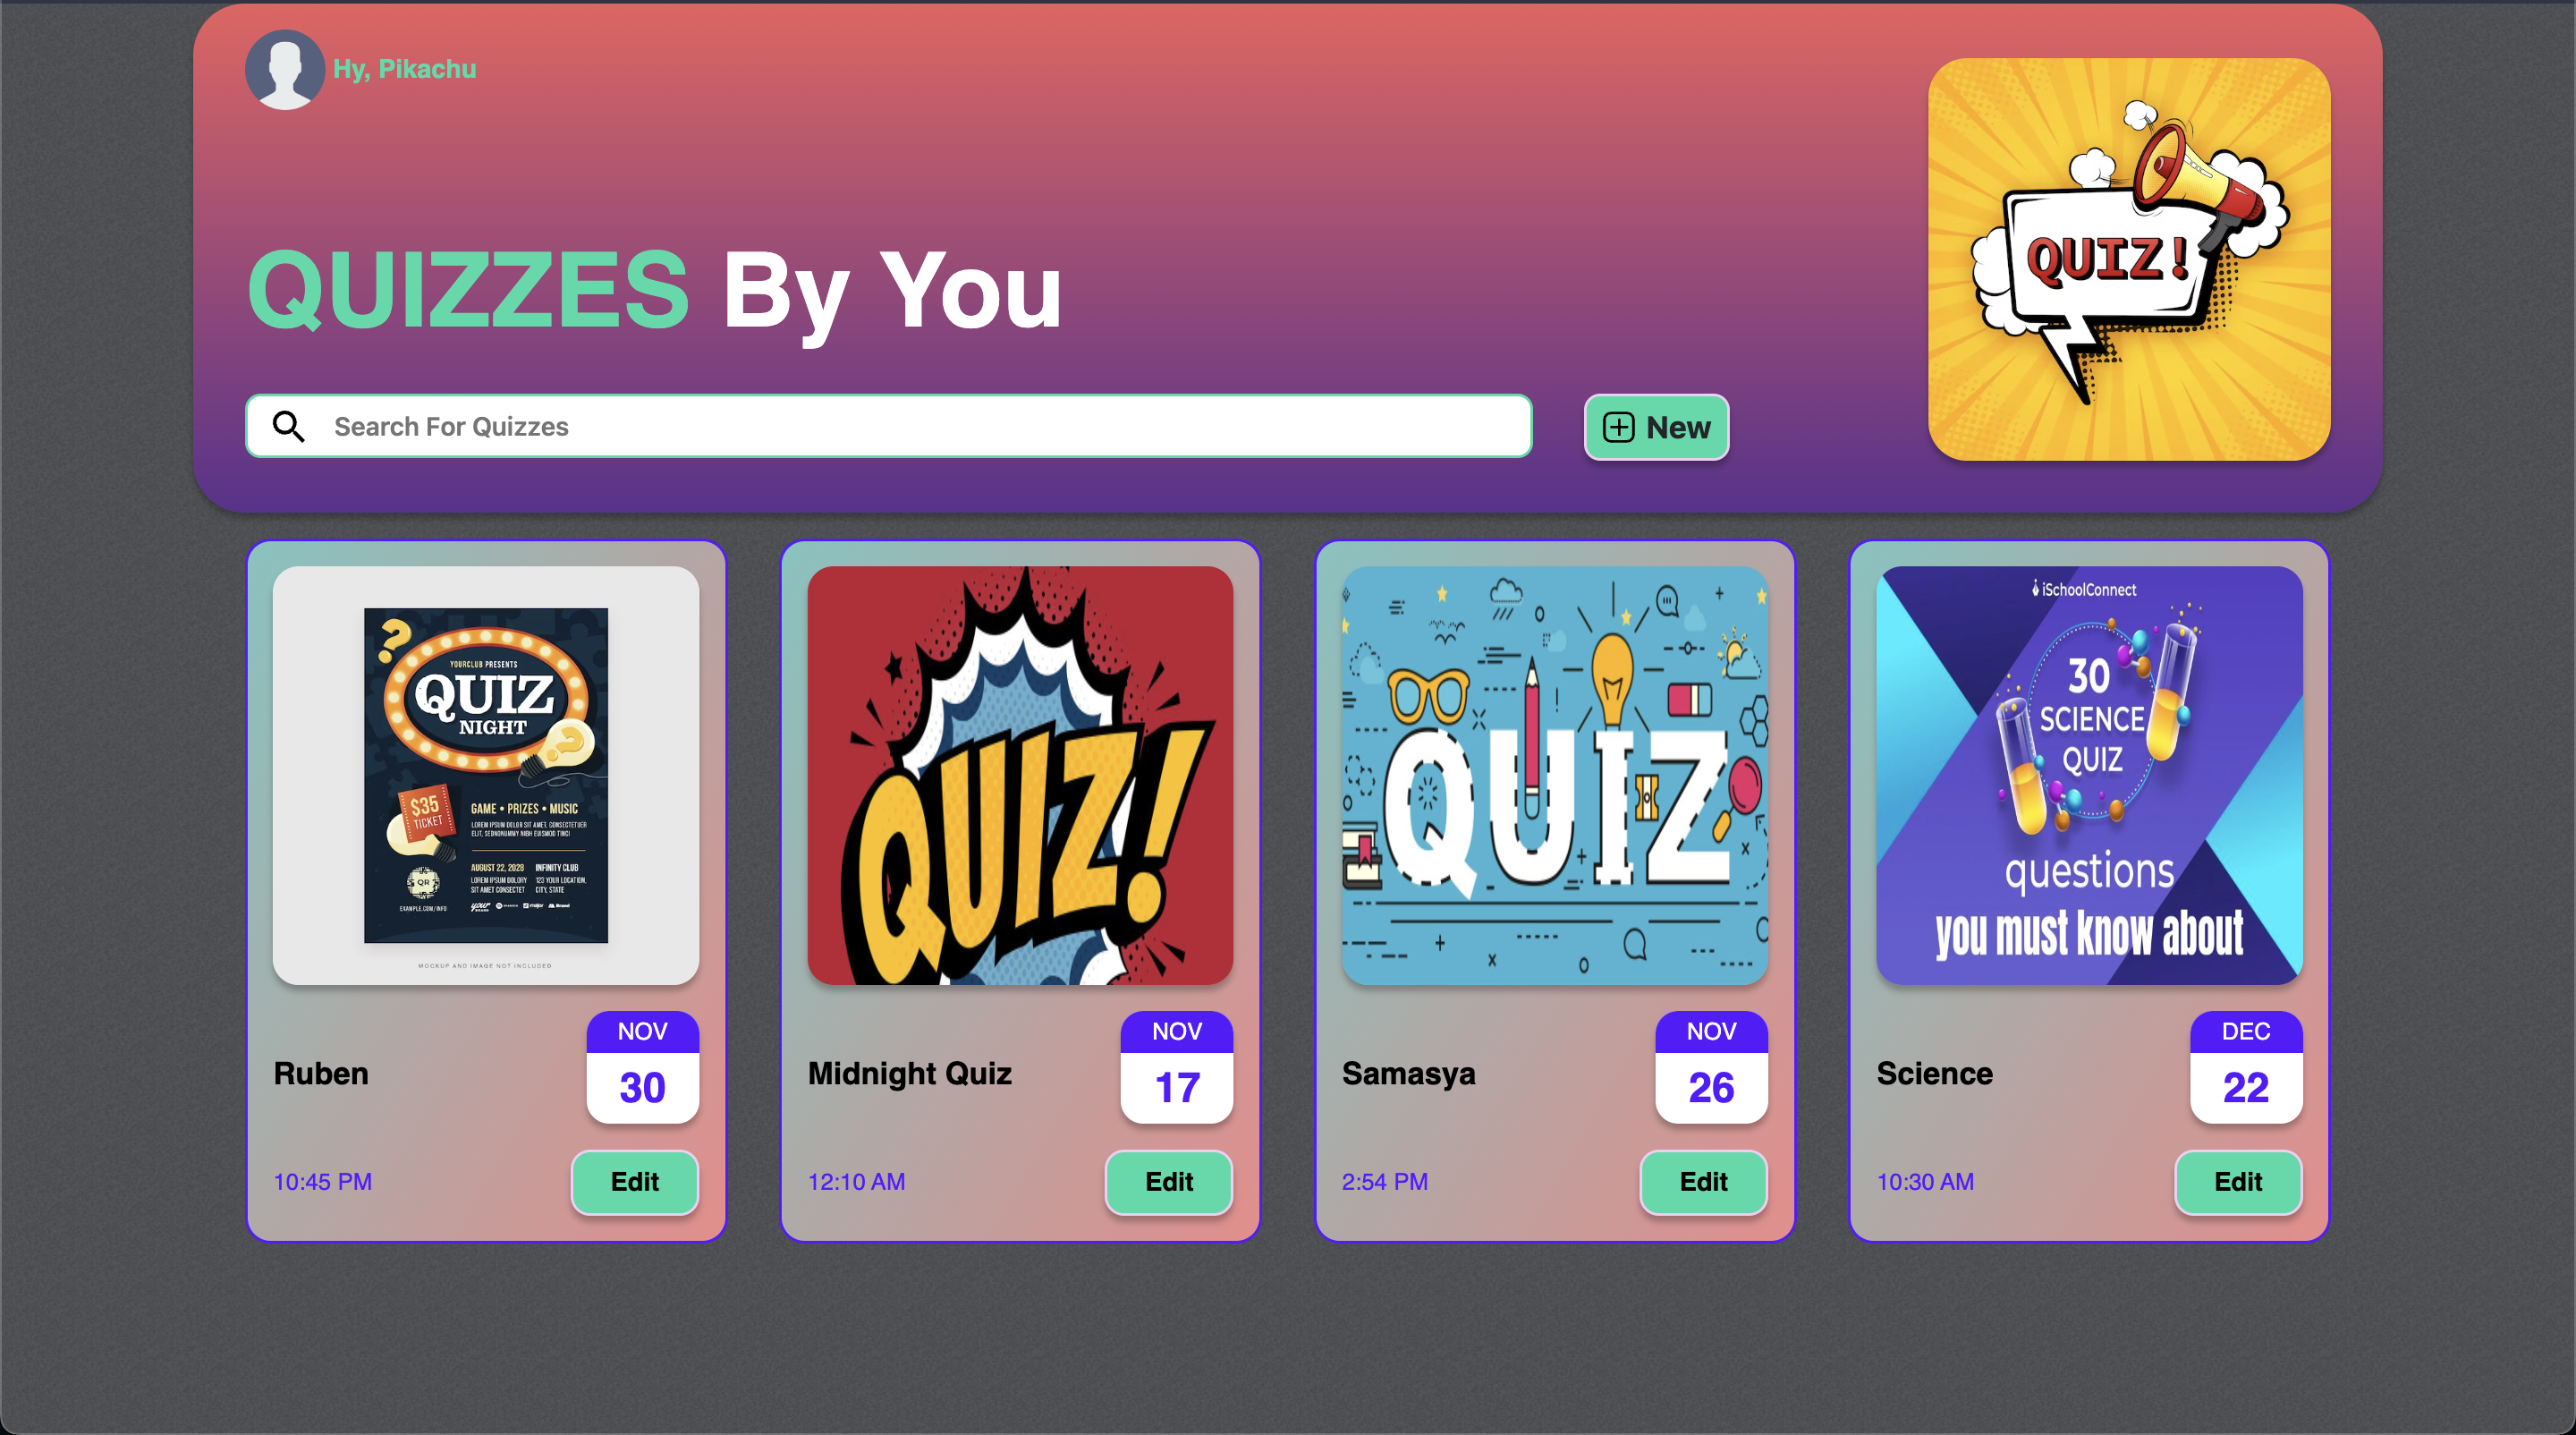 Hy, Pikachu
QUIZ!
QUIZZES By You
Search For Quizzes
New
YOURCLUB PRESENTS
QUIZ
NIGHT
$35
TICKET
GAME • PRIZES • MUSIC
LOREM IPSUM DOLOR SIT AMET, CONSECTETUER
ELIT, SEDNONUMMY NIBH EUISMOD TINCI
AUGUST 22, 2028
INFINITY CLUB
LOREM IPSUM DOLORY
SIT AMET CONSECTET
123 YOUR LOCATION,
CITY, STATE
QR
EXAMPLE.COM/INFO
MOCKUP AND IMAGE NOT INCLUDED
Ruben
NOV
30
10:45 PM
Edit
QUIZ!
Midnight Quiz
NOV
17
12:10 AM
Edit
QUIZ
Samasya
NOV
26
2:54 PM
Edit
iSchoolConnect
30
SCIENCE
QUIZ
questions
you must know about
Science
DEC
22
10:30 AM
Edit